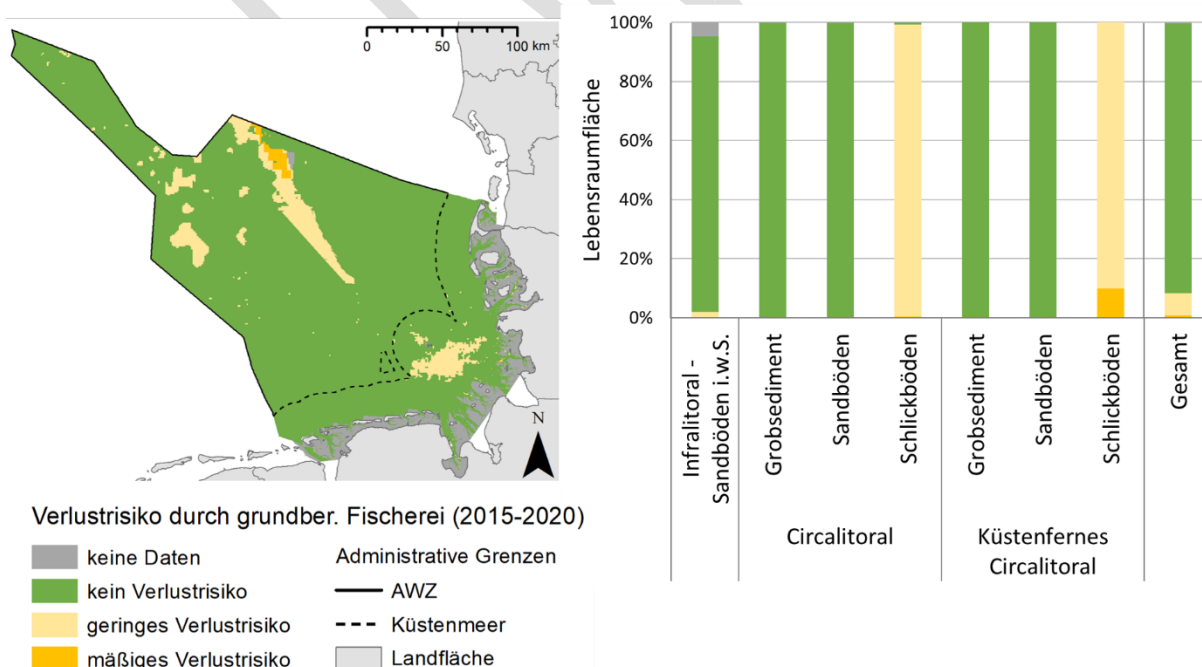 0 50 100 km
N
Verlustrisiko durch grundber. Fischerei (2015-2020)
keine Daten
kein Verlustrisiko
geringes Verlustrisiko
mäßiges Verlustrisiko
Administrative Grenzen
AWZ
Küstenmeer
Landfläche
Lebensraumfläche
100%
80%
60%
40%
20%
0%
Infralitoral -
Sandböden i.w.S.
Grobsediment
Sandböden
Schlickböden
Grobsediment
Sandböden
Schlickböden
Gesamt
Circalitoral
Küstenfernes
Circalitoral